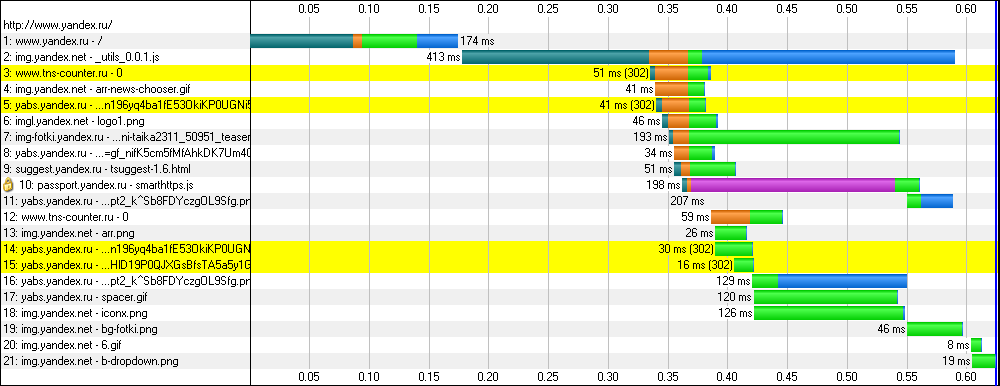 0.05 0.10 0.15 0.20 0.25 0.30 0.35 0.40 0.45 0.50 0.55 0.60
http://www.yandex.ru/
1: www.yandex.ru - / 174 ms
2: img.yandex.net - _utils_0.0.1.js 413 ms
3: www.tns-counter.ru - 0 51 ms (302)
4: img.yandex.net - arr-news-chooser.gif 41 ms
5: yabs.yandex.ru - ...n196yq4ba1fE53OkiKP0UGNi5 41 ms (302)
6: imgl.yandex.net - logo1.png 46 ms
7: img-fotki.yandex.ru - ...ni-taika2311_50951_teaser 193 ms
8: yabs.yandex.ru - ...=gf_nifK5cm5fMfAhkDK7Um40 34 ms
9: suggest.yandex.ru - tsuggest-1.6.html 51 ms
10: passport.yandex.ru - smarthttps.js 198 ms
11: yabs.yandex.ru - ...pt2_k^Sb8FDYczgOL9Sfg.pr 207 ms
12: www.tns-counter.ru - 0 59 ms
13: img.yandex.net - arr.png 26 ms
14: yabs.yandex.ru - ...n196yq4ba1fE53OkiKP0UGN 30 ms (302)
15: yabs.yandex.ru - ...HID19P0QJXGsBfsTA5a5y1G 16 ms (302)
16: yabs.yandex.ru - ...pt2_k^Sb8FDYczgOL9Sfg.pr 129 ms
17: yabs.yandex.ru - spacer.gif 120 ms
18: img.yandex.net - iconx.png 126 ms
19: img.yandex.net - bg-fotki.png 46 ms
20: img.yandex.net - 6.gif 8 ms
21: img.yandex.net - b-dropdown.png 19 ms
0.05 0.10 0.15 0.20 0.25 0.30 0.35 0.40 0.45 0.50 0.55 0.60